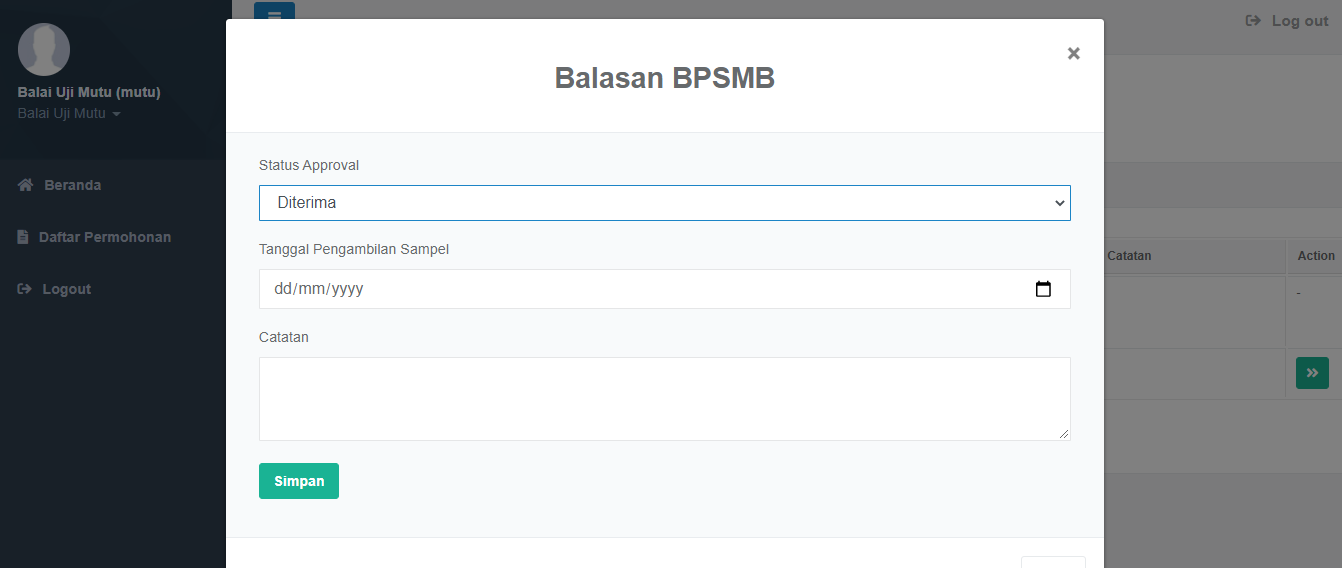 Log out
Balai Uji Mutu (mutu)
Balai Uji Mutu
Beranda
Daftar Permohonan
Logout
×
Balasan BPSMB
Status Approval
Diterima
Tanggal Pengambilan Sampel
dd/mm/yyyy
Catatan
Simpan
Catatan
Action
-